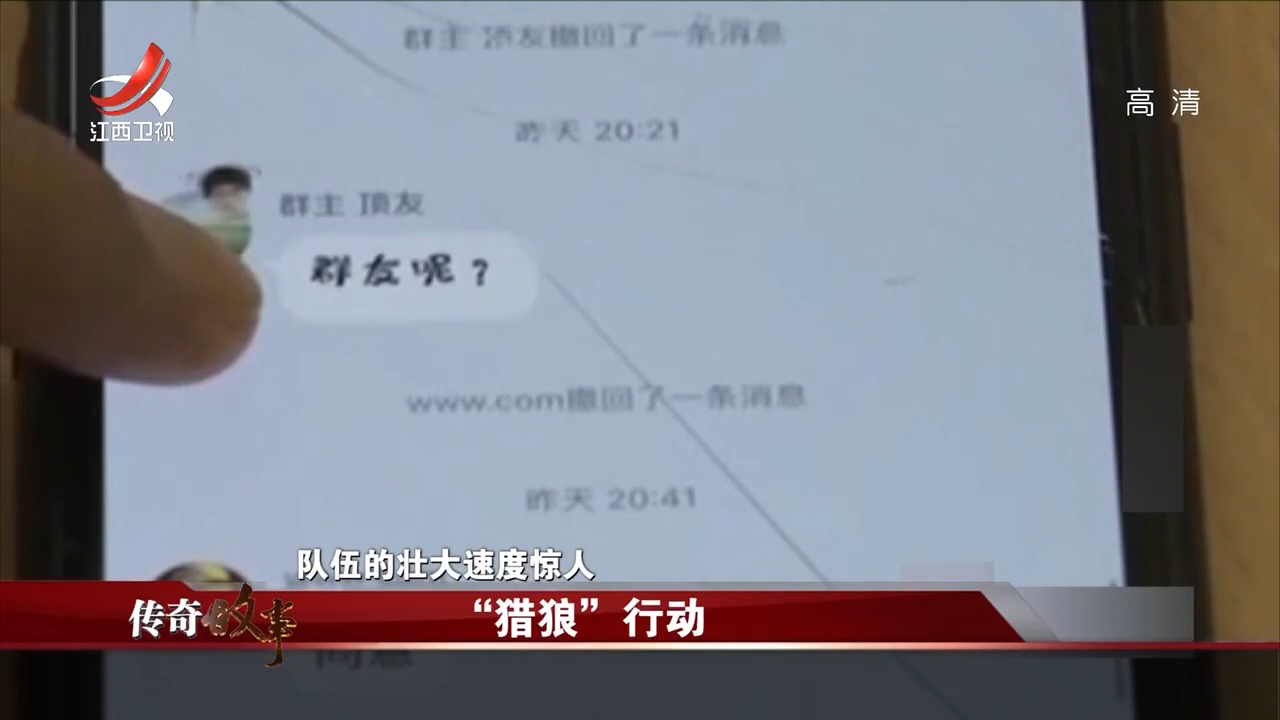 群主 顶友撤回了一条消息
江西卫视
高清
昨天 20:21
群主 顶友
群友呢？
www.com撤回了一条消息
昨天 20:41
队伍的壮大速度惊人
传奇故事
“猎狼”行动